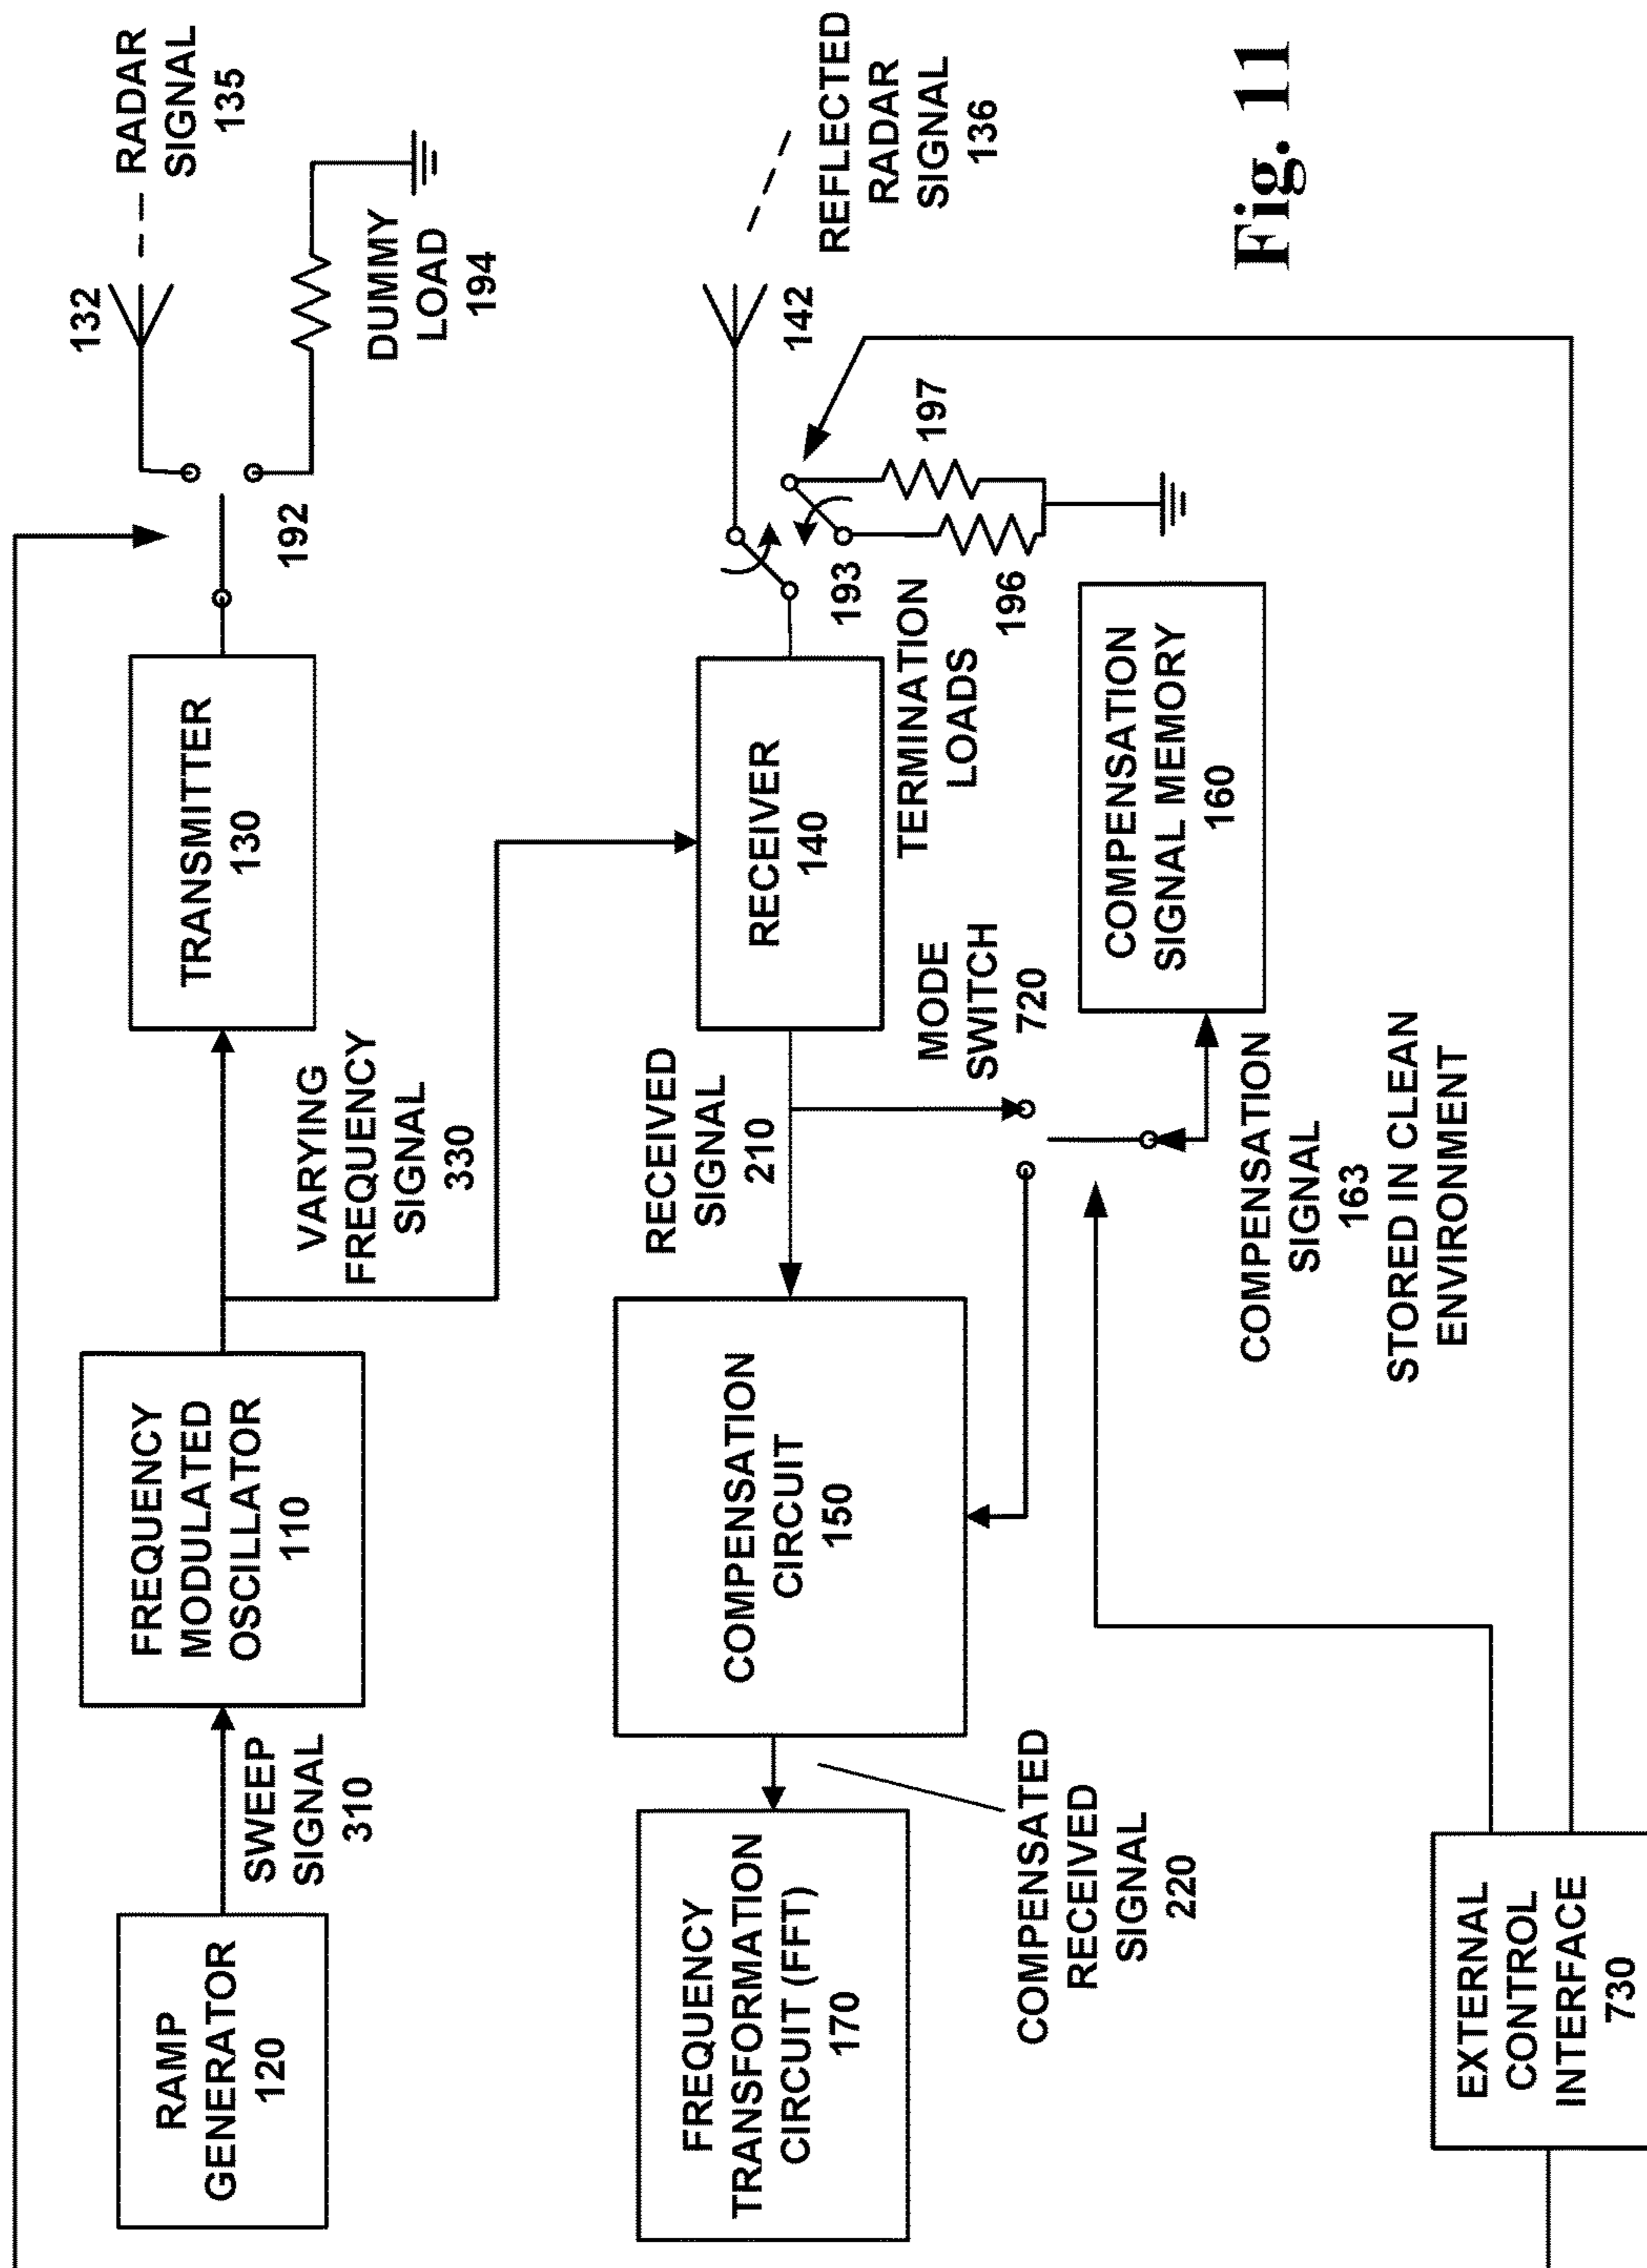 RAMP
GENERATOR
120
SWEEP
SIGNAL
310
FREQUENCY
MODULATED
OSCILLATOR
110
VARYING
FREQUENCY
SIGNAL
330
TRANSMITTER
130
192
132
RADAR
SIGNAL
135
DUMMY
LOAD
194
FREQUENCY
TRANSFORMATION
CIRCUIT (FFT)
170
COMPENSATED
RECEIVED
SIGNAL
220
COMPENSATION
CIRCUIT
150
RECEIVED
SIGNAL
210
RECEIVER
140
MODE
SWITCH
720
TERMINATION
LOADS
193
196
197
142
REFLECTED
RADAR
SIGNAL
136
COMPENSATION
SIGNAL MEMORY
160
COMPENSATION
SIGNAL
163
STORED IN CLEAN
ENVIRONMENT
EXTERNAL
CONTROL
INTERFACE
730
Fig. 11